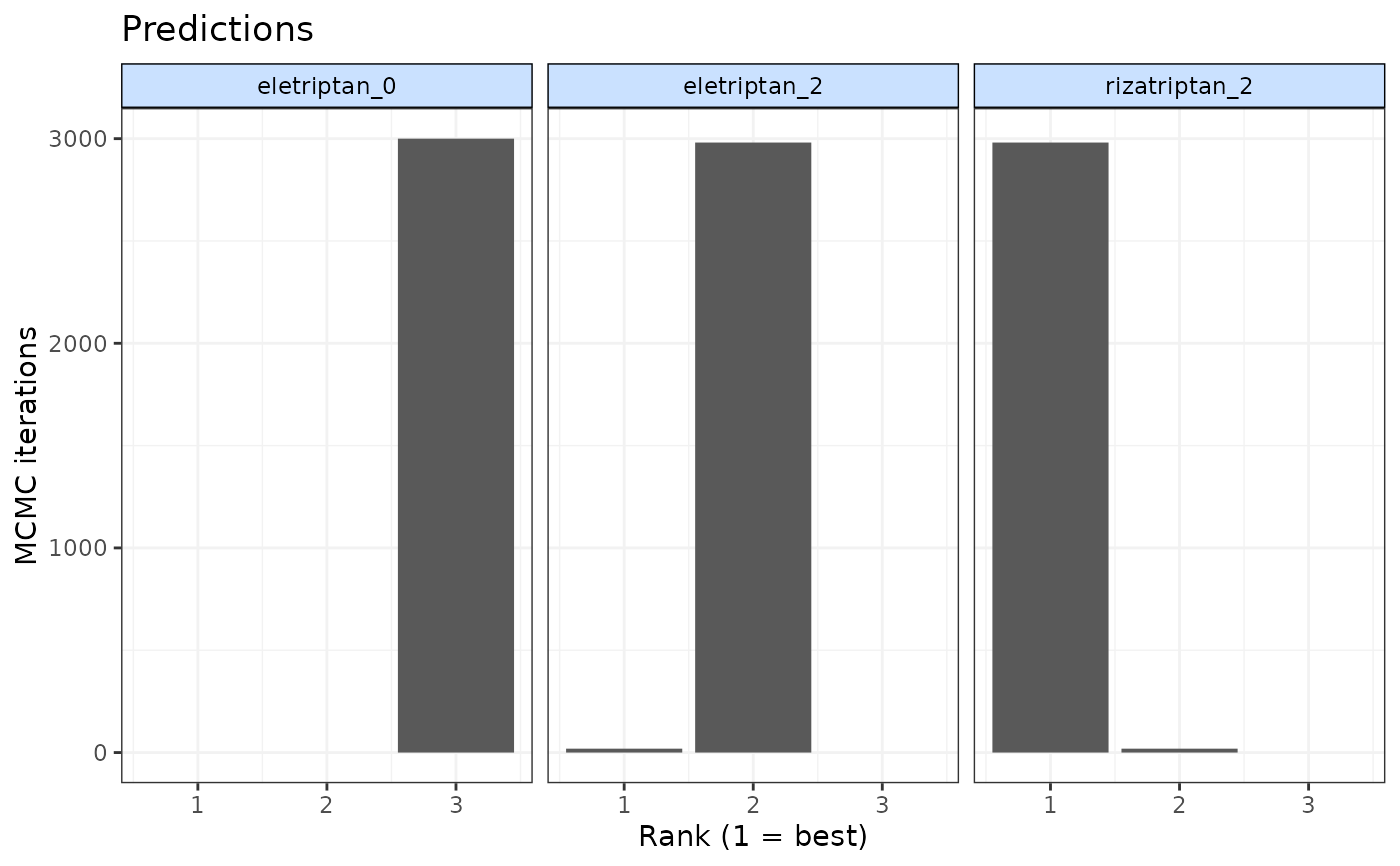 Predictions
eletriptan_0 eletriptan_2 rizatriptan_2
3000
2000
1000
0
MCMC iterations
1 2 3 1 2 3 1 2 3
Rank (1 = best)